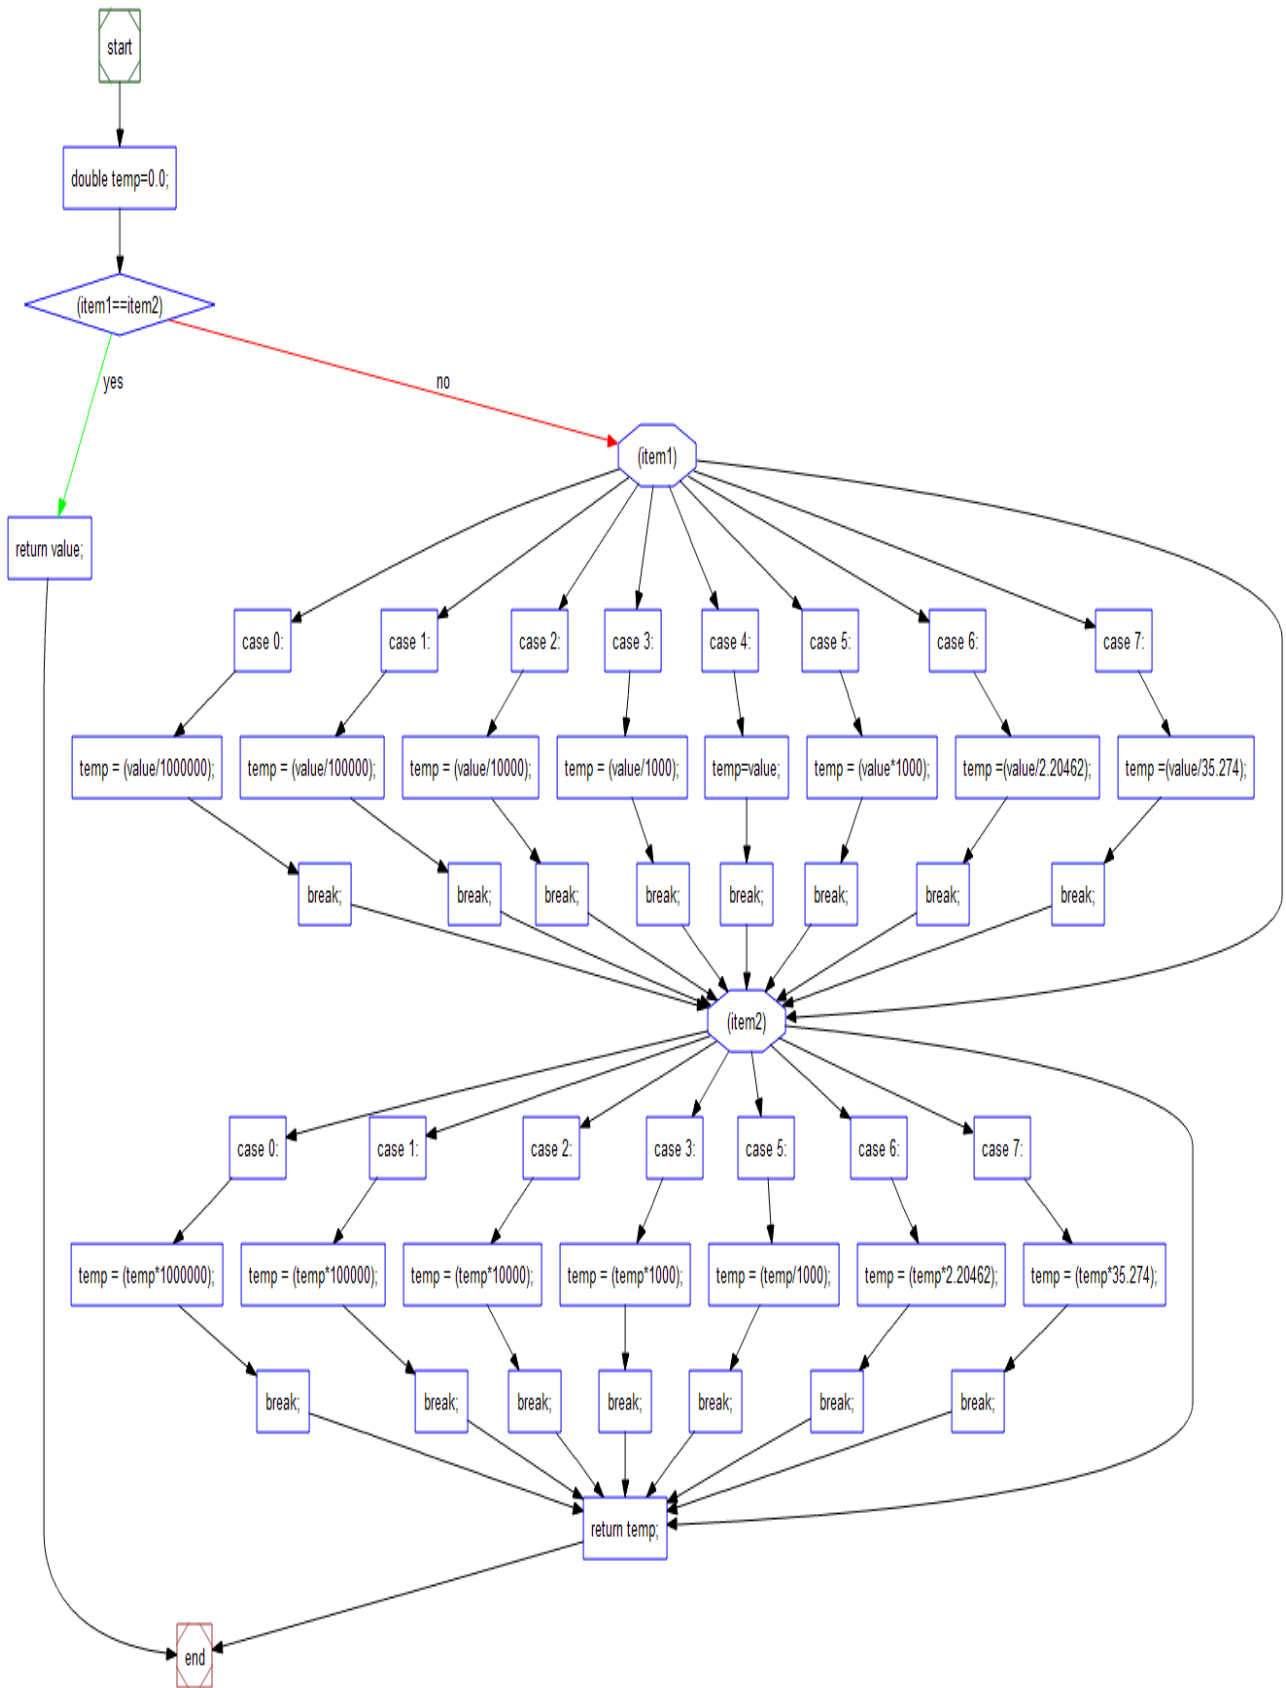 start
double temp=0.0;
(item1==item2)
yes
no
(item1)
return value;
case 0:
case 1:
case 2:
case 3:
case 4:
case 5:
case 6:
case 7:
temp = (value/1000000);
temp = (value/100000);
temp = (value/10000);
temp = (value/1000);
temp=value;
temp = (value*1000);
temp =(value/2.20462);
temp =(value/35.274);
break;
break;
break;
break;
break;
break;
break;
break;
(item2)
case 0:
case 1:
case 2:
case 3:
case 5:
case 6:
case 7:
temp = (temp*1000000);
temp = (temp*100000);
temp = (temp*10000);
temp = (temp*1000);
temp = (temp/1000);
temp = (temp*2.20462);
temp = (temp*35.274);
break;
break;
break;
break;
break;
break;
break;
return temp;
end